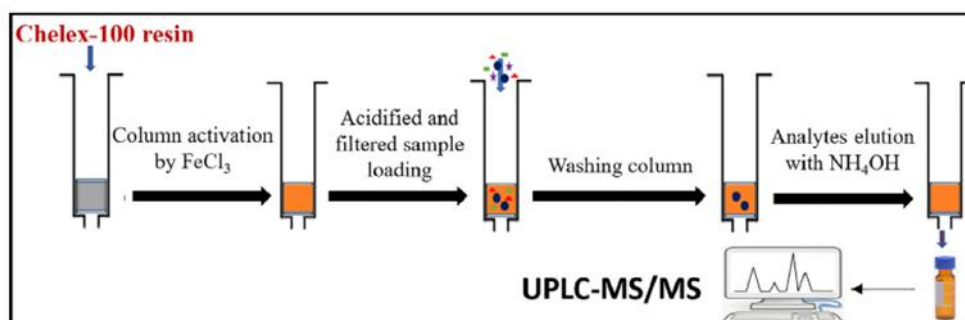 Chelex-100 resin
Column activation
by FeCl₃
Acidified and
filtered sample
loading
Washing column
Analytes elution
with NH₄OH
UPLC-MS/MS